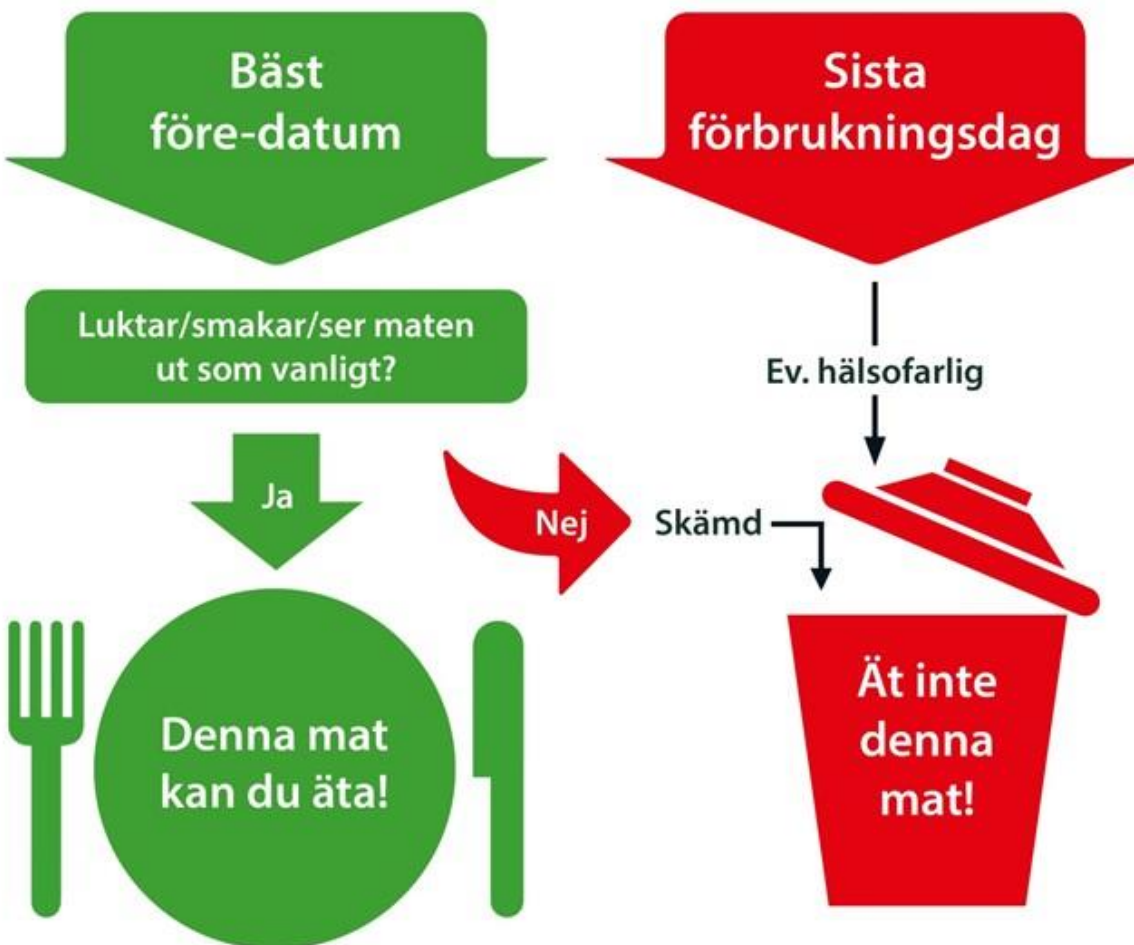 Bäst
före-datum
Sista
förbrukningsdag
Luktar/smakar/ser maten
ut som vanligt?
Ev. hälsofarlig
Ja
Nej
Skämd
Denna mat
kan du äta!
Ät inte
denna
mat!